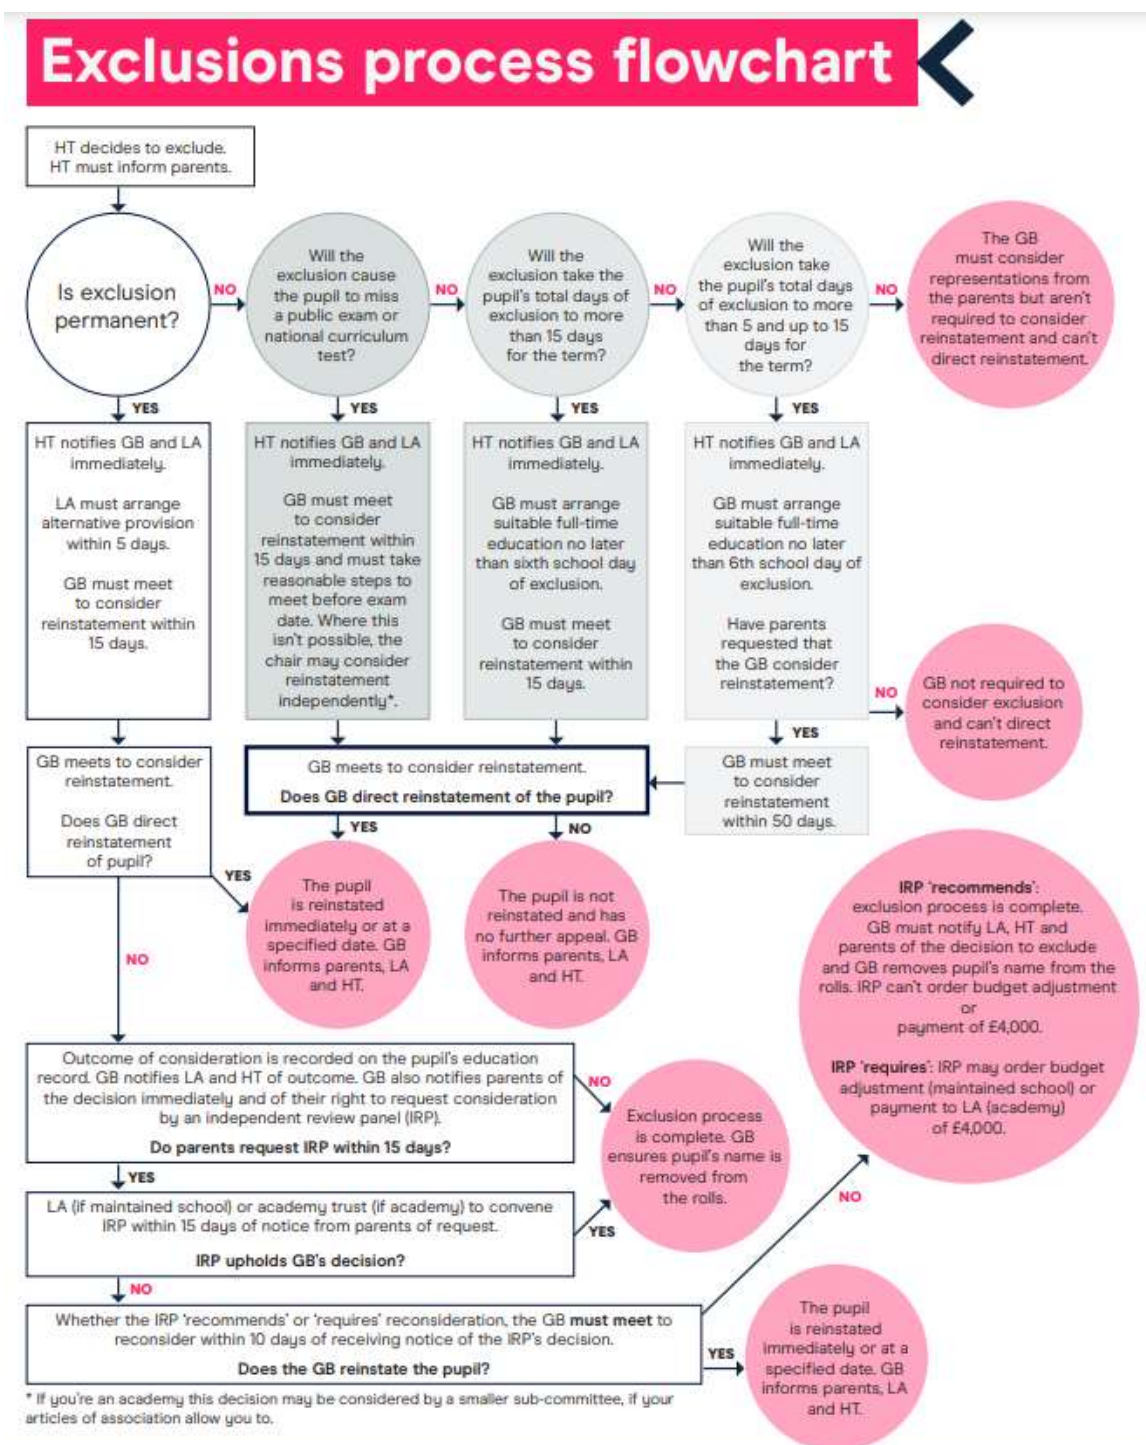 Exclusions process flowchart
HT decides to exclude.
HT must inform parents.
Is exclusion
permanent?
NO
Will the
exclusion cause
the pupil to miss
a public exam or
national curriculum
test?
NO
Will the
exclusion take the
pupil's total days of
exclusion to more
than 15 days
for the term?
NO
Will the
exclusion take
the pupil's total days
of exclusion to more
than 5 and up to 15
days for
the term?
NO
The GB
must consider
representations from
the parents but aren't
required to consider
reinstatement and can't
direct reinstatement.
YES
YES
YES
YES
HT notifies GB and LA
immediately.
LA must arrange
alternative provision
within 5 days.
GB must meet
to consider
reinstatement within
15 days.
HT notifies GB and LA
immediately.
GB must meet
to consider
reinstatement within
15 days and must take
reasonable steps to
meet before exam
date. Where this
isn't possible, the
chair may consider
reinstatement
independently*.
HT notifies GB and LA
immediately.
GB must arrange
suitable full-time
education no later
than sixth school day
of exclusion.
GB must meet
to consider
reinstatement within
15 days.
HT notifies GB and LA
immediately.
GB must arrange
suitable full-time
education no later
than 6th school day of
exclusion.
Have parents
requested that
the GB consider
reinstatement?
NO
GB not required to
consider exclusion
and can't direct
reinstatement.
YES
GB meets to consider
reinstatement.
Does GB direct
reinstatement
of pupil?
GB meets to consider reinstatement.
Does GB direct reinstatement of the pupil?
GB must meet
to consider
reinstatement
within 50 days.
YES
NO
YES
The pupil
is reinstated
immediately or at a
specified date. GB
informs parents, LA
and HT.
The pupil is not
reinstated and has
no further appeal. GB
informs parents, LA
and HT.
IRP 'recommends':
exclusion process is complete.
GB must notify LA, HT and
parents of the decision to exclude
and GB removes pupil's name from the
rolls. IRP can't order budget adjustment
or
payment of £4,000.
IRP 'requires': IRP may order budget
adjustment (maintained school) or
payment to LA (academy)
of £4,000.
NO
Outcome of consideration is recorded on the pupil's education
record. GB notifies LA and HT of outcome. GB also notifies parents of
the decision immediately and of their right to request consideration
by an independent review panel (IRP).
Do parents request IRP within 15 days?
NO
Exclusion process
is complete. GB
ensures pupil's name is
removed from
the rolls.
YES
LA (if maintained school) or academy trust (if academy) to convene
IRP within 15 days of notice from parents of request.
IRP upholds GB's decision?
YES
NO
NO
Whether the IRP 'recommends' or 'requires' reconsideration, the GB must meet to
reconsider within 10 days of receiving notice of the IRP's decision.
Does the GB reinstate the pupil?
YES
The pupil
is reinstated
immediately or at a
specified date. GB
informs parents, LA
and HT.
* If you're an academy this decision may be considered by a smaller sub-committee, if your
articles of association allow you to.